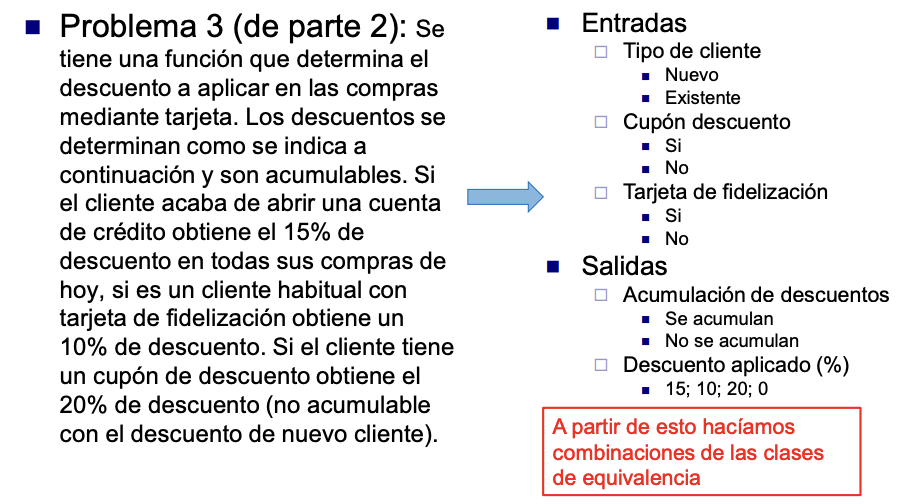 Problema 3 (de parte 2): Se
tiene una función que determina el
descuento a aplicar en las compras
mediante tarjeta. Los descuentos se
determinan como se indica a
continuación y son acumulables. Si
el cliente acaba de abrir una cuenta
de crédito obtiene el 15% de
descuento en todas sus compras de
hoy, si es un cliente habitual con
tarjeta de fidelización obtiene un
10% de descuento. Si el cliente tiene
un cupón de descuento obtiene el
20% de descuento (no acumulable
con el descuento de nuevo cliente).
Entradas
Tipo de cliente
Nuevo
Existente
Cupón descuento
Si
No
Tarjeta de fidelización
Si
No
Salidas
Acumulación de descuentos
Se acumulan
No se acumulan
Descuento aplicado (%)
15; 10; 20; 0
A partir de esto hacíamos
combinaciones de las clases
de equivalencia